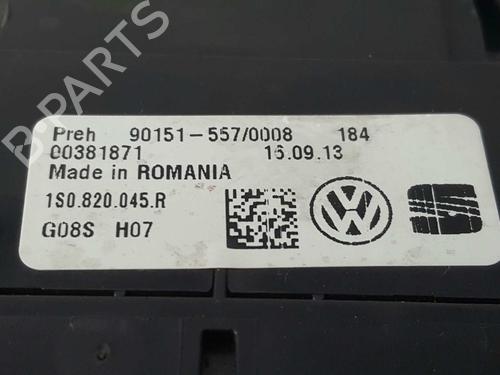 Preh 90151-557/0008 184
00381871 16.09.13
Made in ROMANIA
1S0.820.045.R
G08S H07
B-PARTS